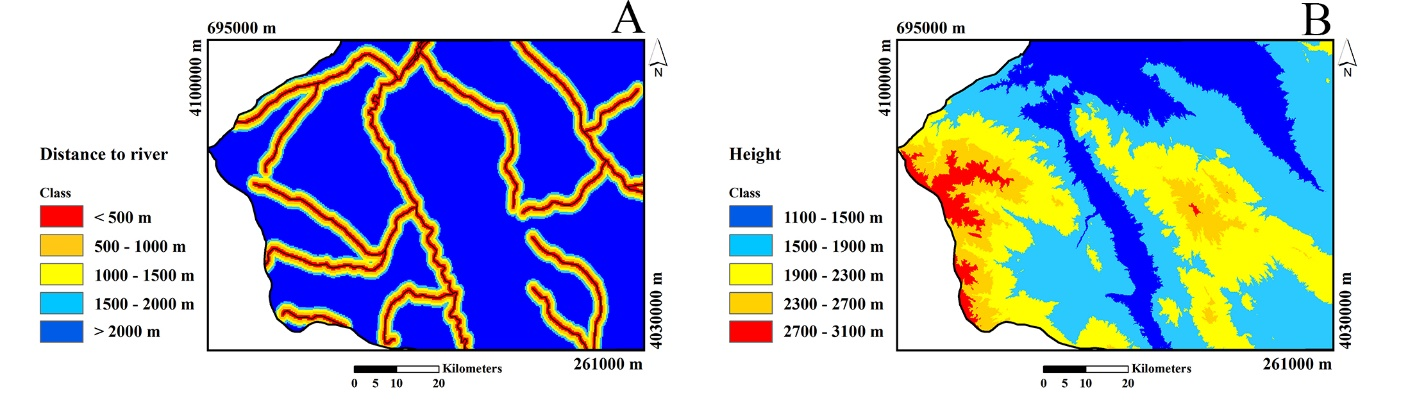 695000 m
A
4100000 m
N
Distance to river
Class
< 500 m
500 - 1000 m
1000 - 1500 m
1500 - 2000 m
> 2000 m
4030000 m
261000 m
Kilometers
0 5 10 20
695000 m
B
4100000 m
N
Height
Class
1100 - 1500 m
1500 - 1900 m
1900 - 2300 m
2300 - 2700 m
2700 - 3100 m
4030000 m
261000 m
Kilometers
0 5 10 20